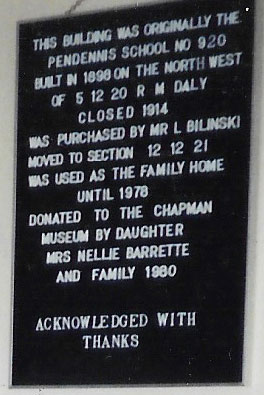 THIS BUILDING WAS ORIGINALLY THE
PENDENNIS SCHOOL NO 920
BUILT IN 1898 ON THE NORTH WEST
OF 5 12 20 R M DALY
CLOSED 1914
WAS PURCHASED BY MR L BILINSKI
MOVED TO SECTION 12 12 21
WAS USED AS THE FAMILY HOME
UNTIL 1978
DONATED TO THE CHAPMAN
MUSEUM BY DAUGHTER
MRS NELLIE BARRETTE
AND FAMILY 1980
ACKNOWLEDGED WITH
THANKS